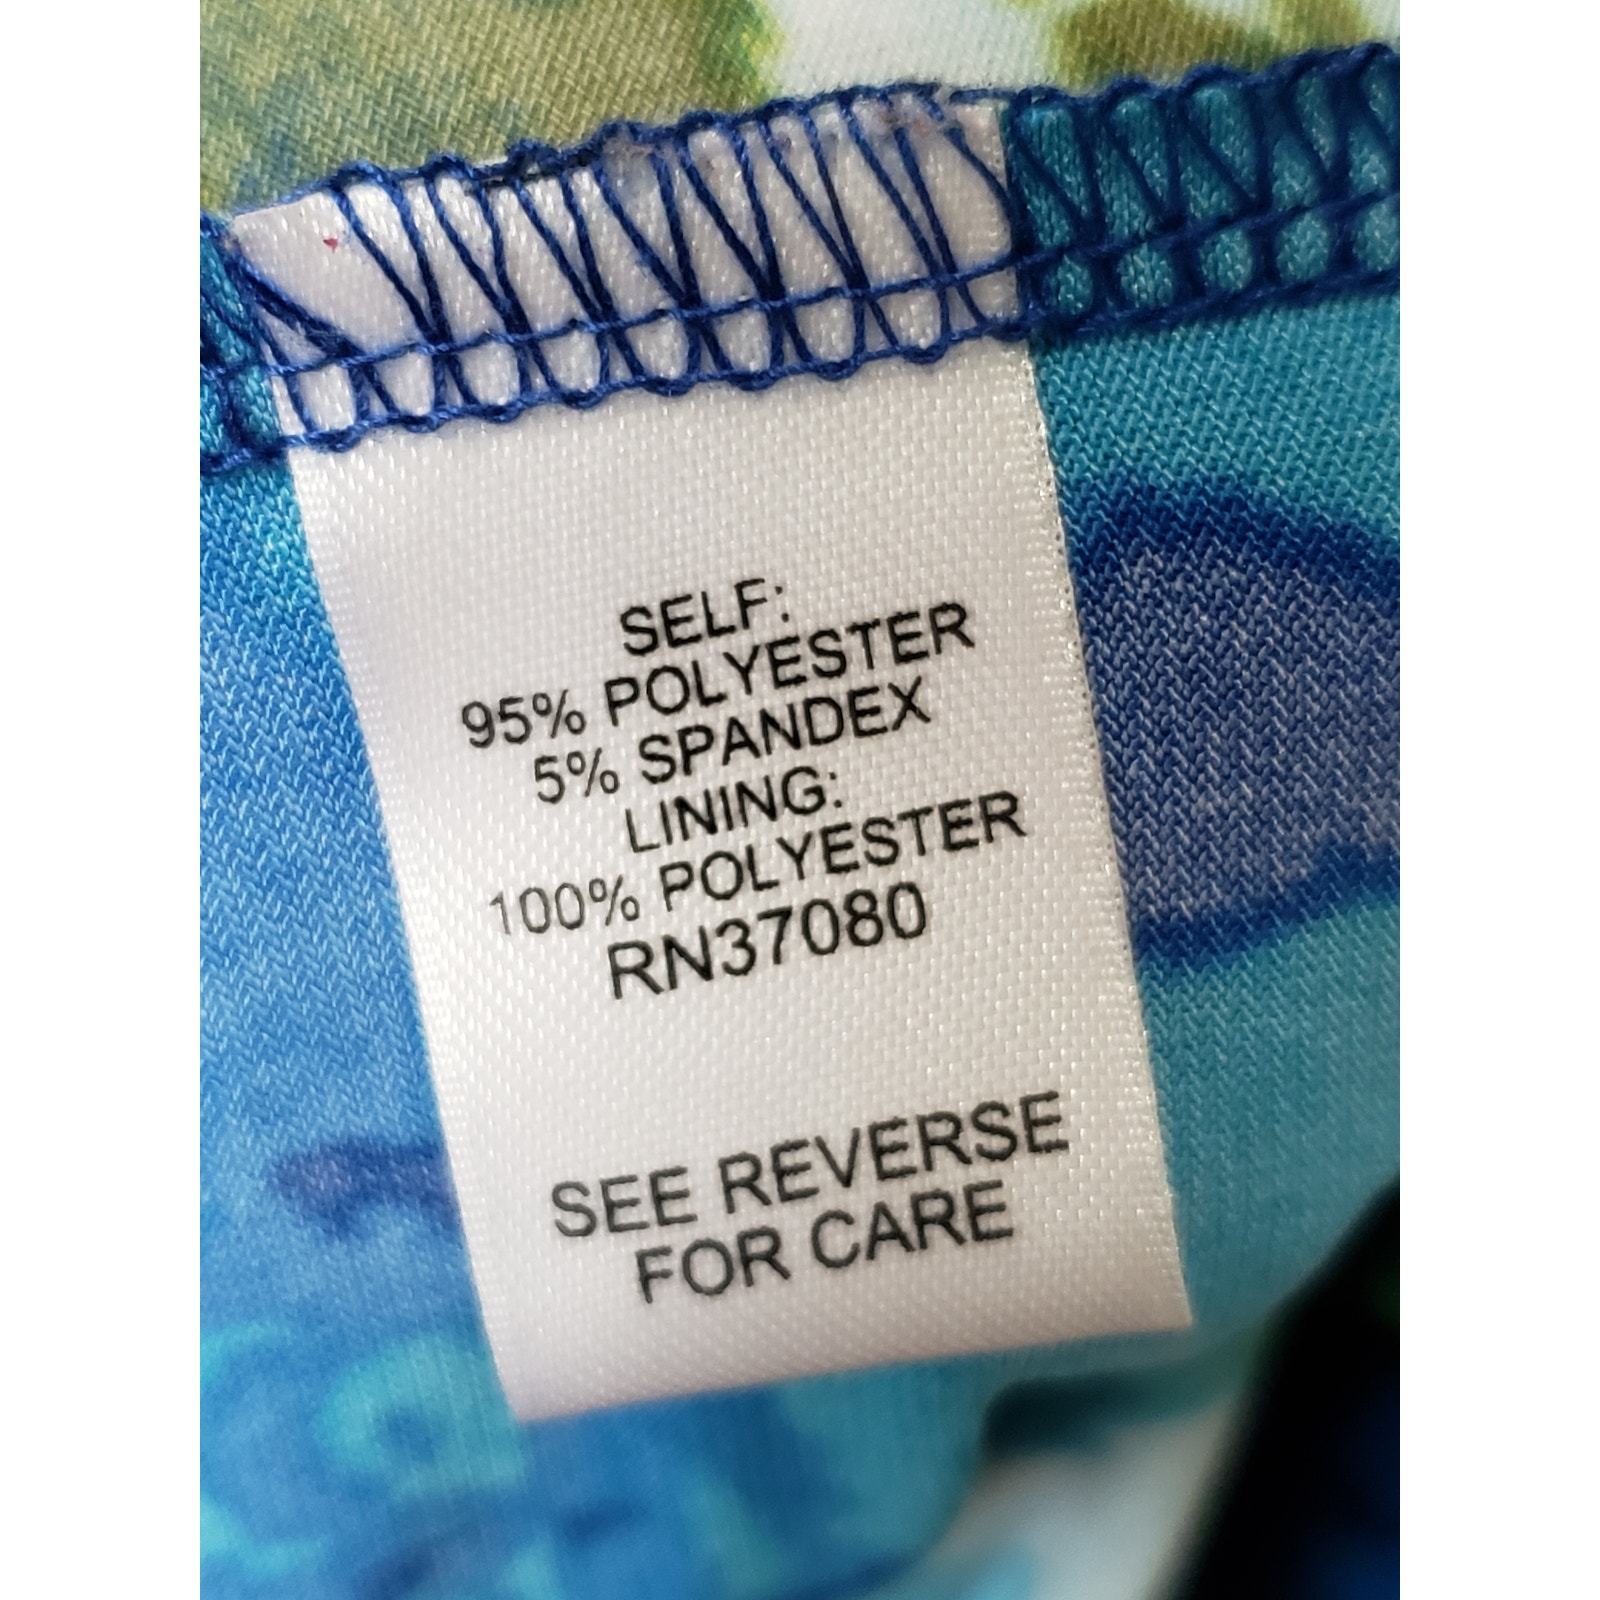 SELF:
95% POLYESTER
5% SPANDEX
LINING:
100% POLYESTER
RN37080
SEE REVERSE
FOR CARE